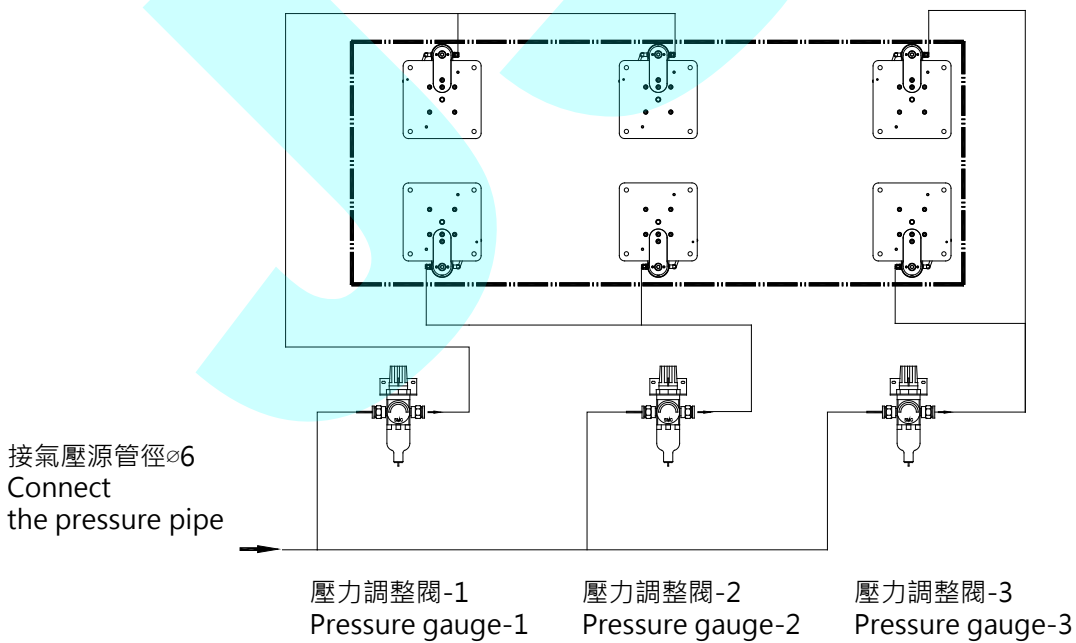 接氣壓源管徑⌀6
Connect
the pressure pipe
壓力調整閥-1
Pressure gauge-1
壓力調整閥-2
Pressure gauge-2
壓力調整閥-3
Pressure gauge-3